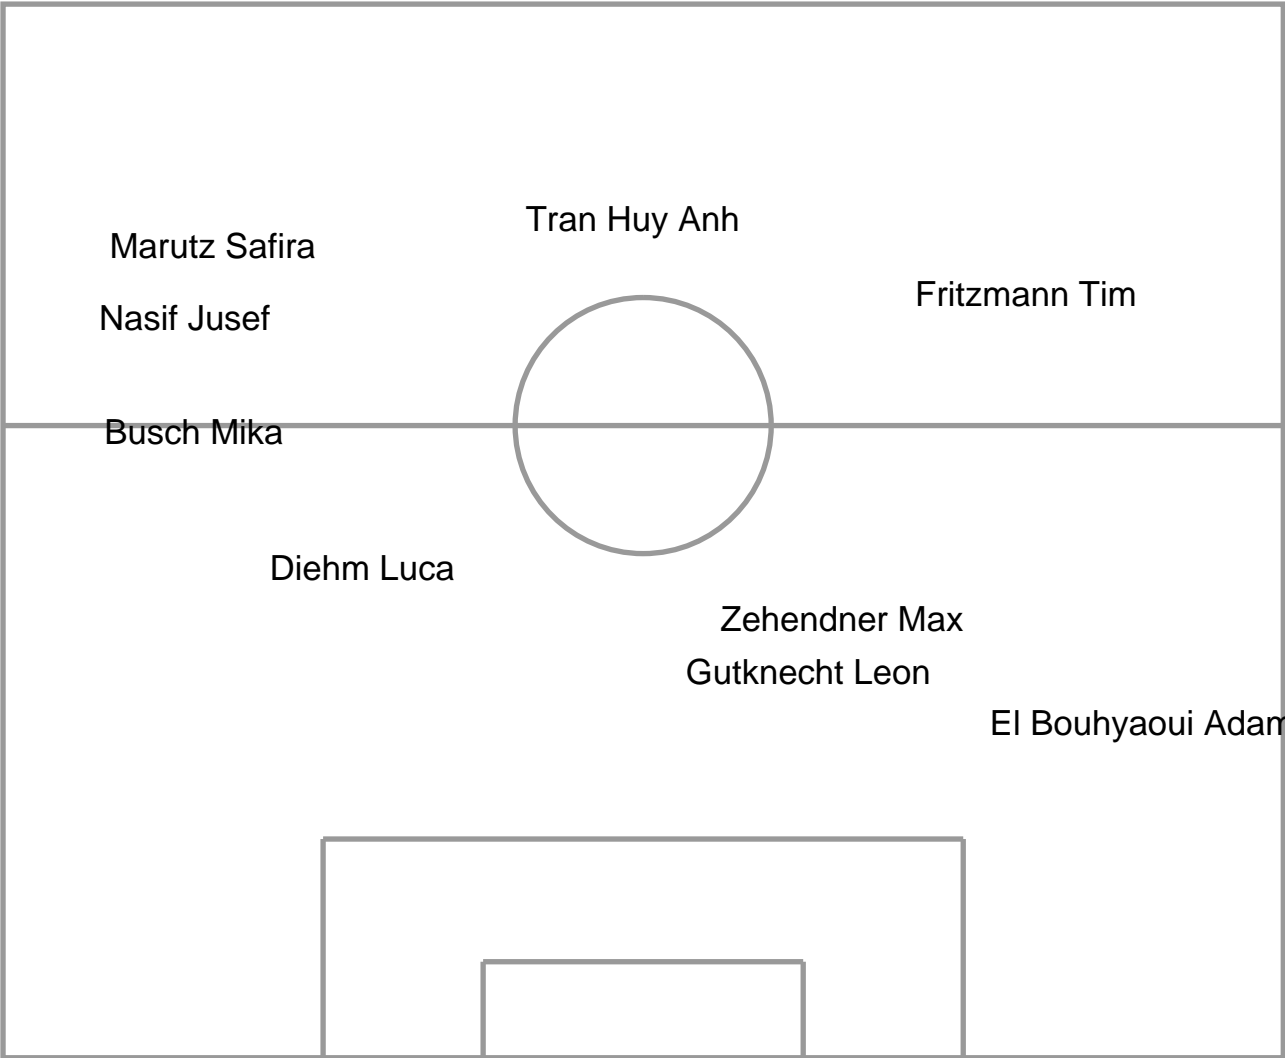 Tran Huy Anh
Marutz Safira
Fritzmann Tim
Nasif Jusef
Busch Mika
Diehm Luca
Zehendner Max
Gutknecht Leon
El Bouhyaoui Adam